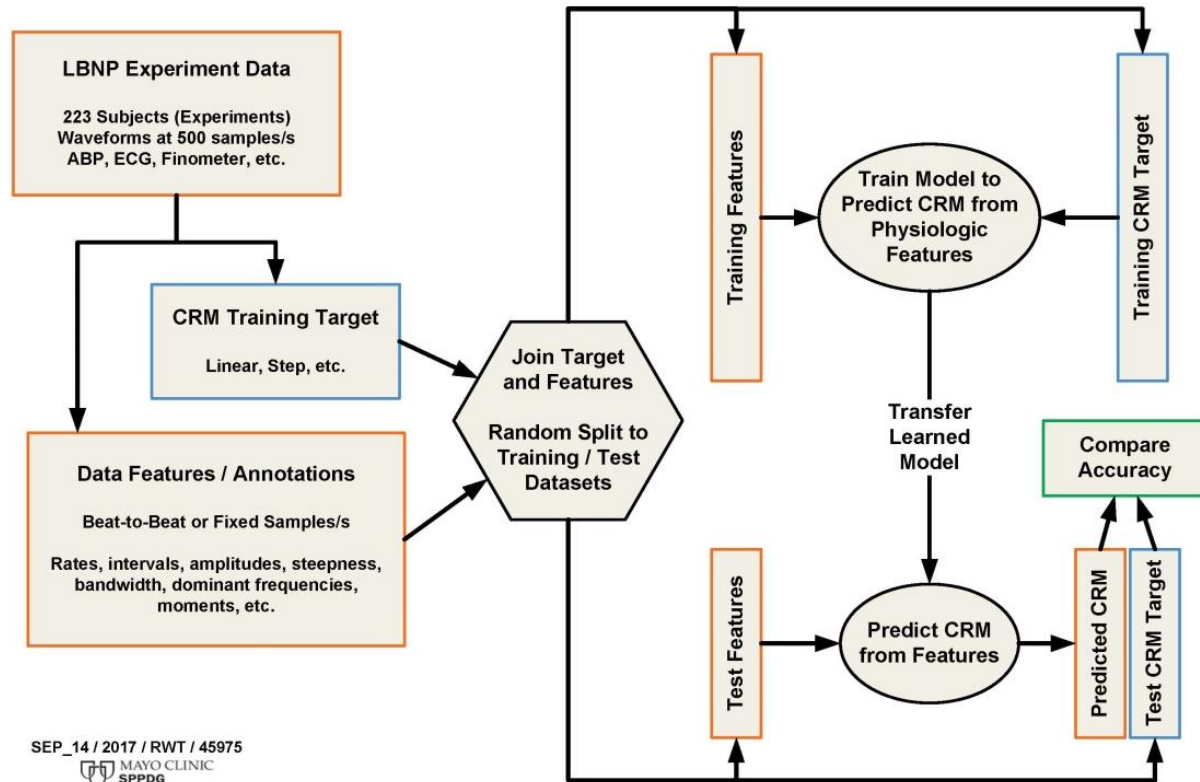 LBNP Experiment Data
223 Subjects (Experiments)
Waveforms at 500 samples/s
ABP, ECG, Finometer, etc.
CRM Training Target
Linear, Step, etc.
Data Features / Annotations
Beat-to-Beat or Fixed Samples/s
Rates, intervals, amplitudes, steepness,
bandwidth, dominant frequencies,
moments, etc.
Join Target
and Features
Random Split to
Training / Test
Datasets
Training Features
Train Model to
Predict CRM from
Physiologic
Features
Training CRM Target
Transfer
Learned
Model
Compare
Accuracy
Test Features
Predict CRM
from Features
Predicted CRM
Test CRM Target
SEP_14 / 2017 / RWT / 45975
MAYO CLINIC
SPPDG